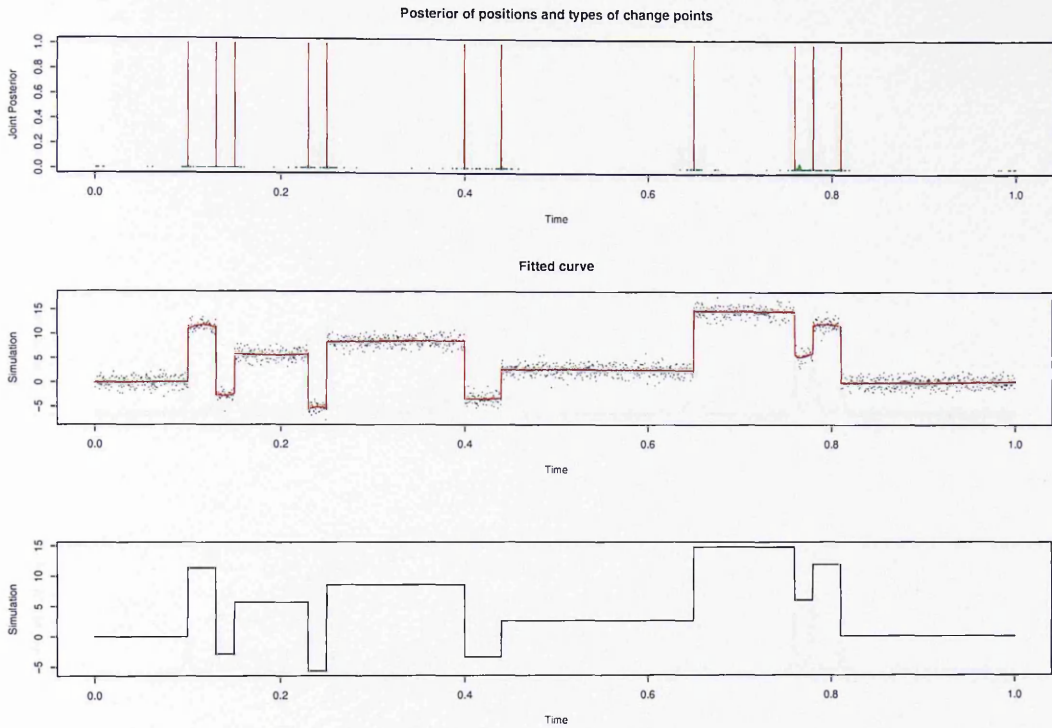 Posterior of positions and types of change points
Joint Posterior
1.0
0.8
0.6
0.4
0.2
0.0
0.0 0.2 0.4 0.6 0.8 1.0
Time
Fitted curve
Simulation
15
10
5
0
−5
0.0 0.2 0.4 0.6 0.8 1.0
Time
Simulation
15
10
5
0
−5
0.0 0.2 0.4 0.6 0.8 1.0
Time